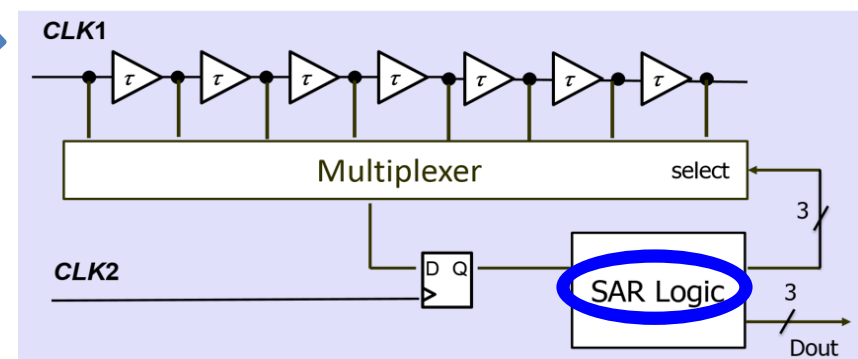 CLK1
τ τ τ τ τ τ τ
Multiplexer
select
3
D Q
CLK2
SAR Logic
3
Dout